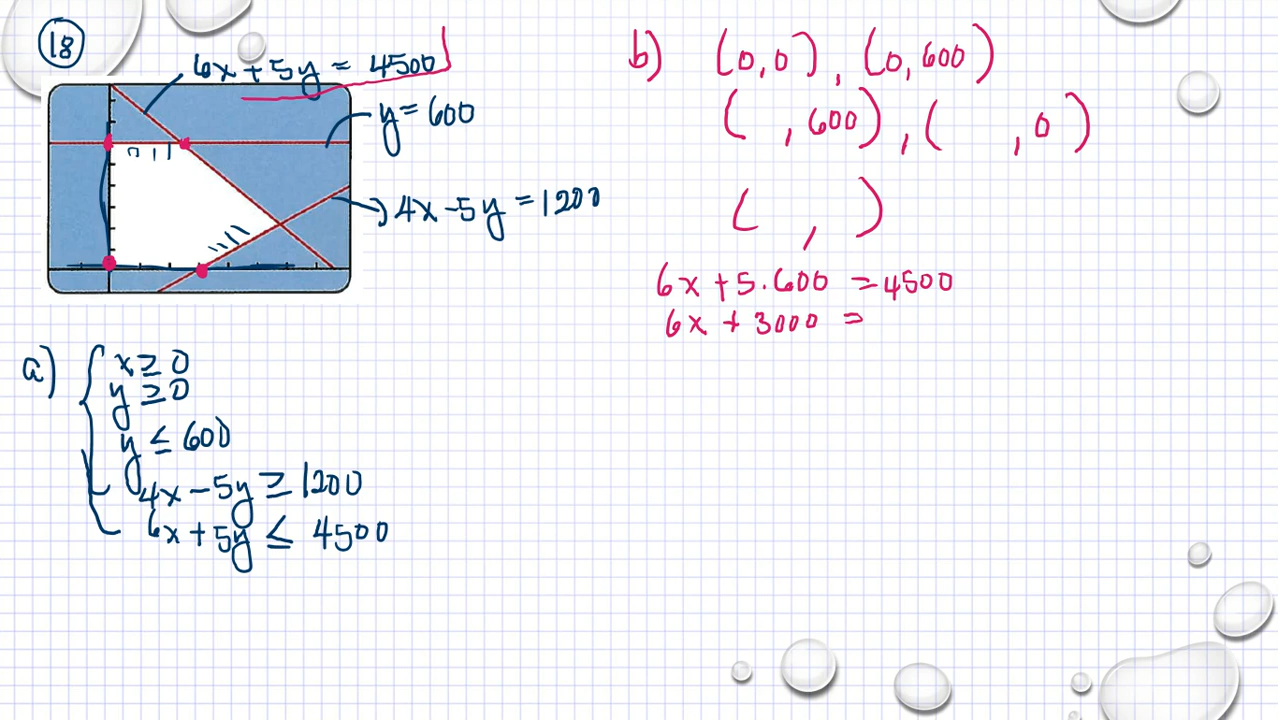 18
6x + 5y = 4500
y = 600
4x - 5y = 1200
a) x ≥ 0
y ≥ 0
y ≤ 600
4x - 5y ≥ 1200
6x + 5y ≤ 4500
b) (0,0), (0,600)
( , 600), ( , 0)
( , )
6x + 5.600 = 4500
6x + 3000 =